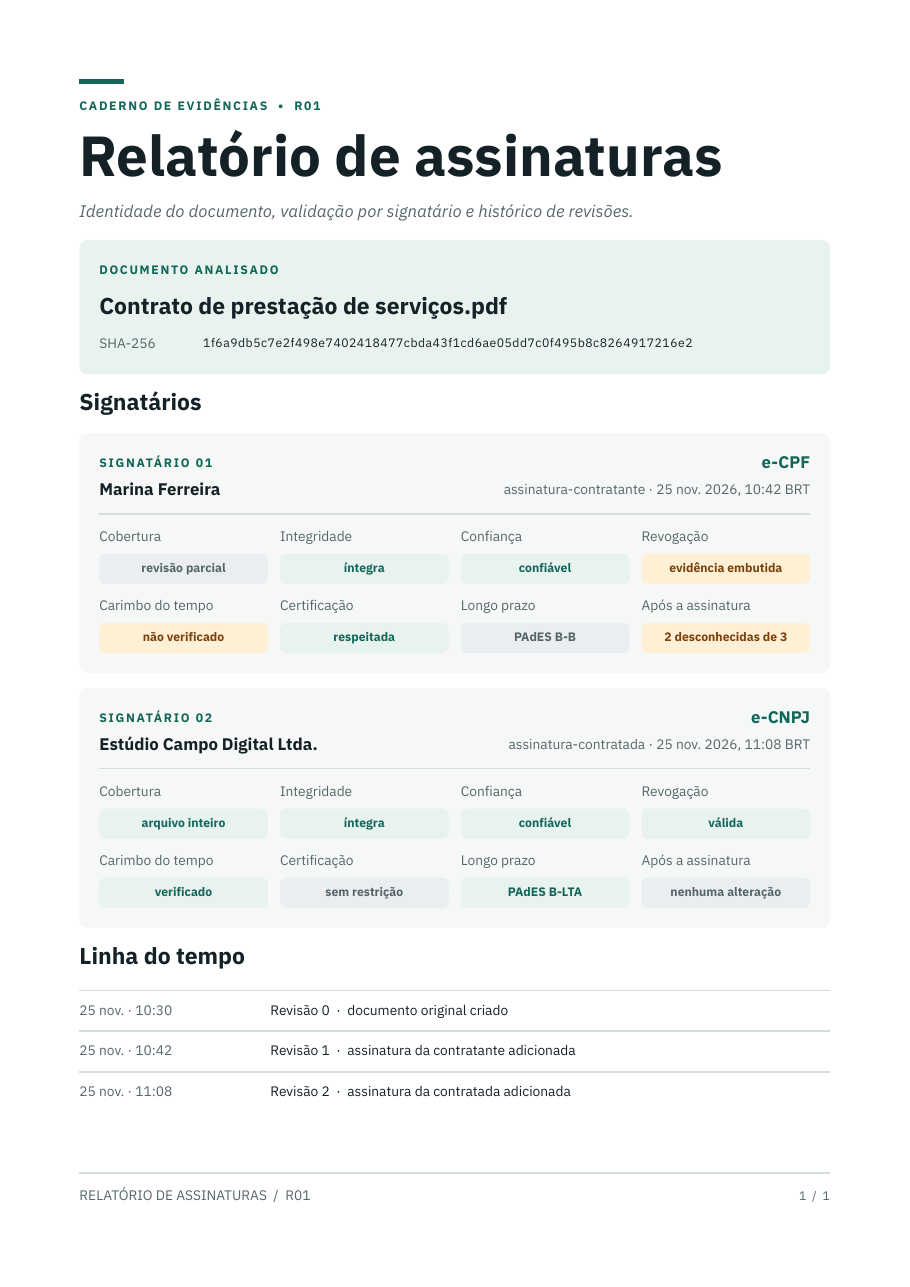 CADERNO DE EVIDÊNCIAS • R01
Relatório de assinaturas
Identidade do documento, validação por signatário e histórico de revisões.
DOCUMENTO ANALISADO
Contrato de prestação de serviços.pdf
SHA-256 1f6a9db5c7e2f498e7402418477cbda43f1cd6ae05dd7c0f495b8c8264917216e2
Signatários
SIGNATÁRIO 01 e-CPF
Marina Ferreira assinatura-contratante · 25 nov. 2026, 10:42 BRT
Cobertura Integridade Confiança Revogação
revisão parcial íntegra confiável evidência embutida
Carimbo do tempo Certificação Longo prazo Após a assinatura
não verificado respeitada PAdES B-B 2 desconhecidas de 3
SIGNATÁRIO 02 e-CNPJ
Estúdio Campo Digital Ltda. assinatura-contratada · 25 nov. 2026, 11:08 BRT
Cobertura Integridade Confiança Revogação
arquivo inteiro íntegra confiável válida
Carimbo do tempo Certificação Longo prazo Após a assinatura
verificado sem restrição PAdES B-LTA nenhuma alteração
Linha do tempo
25 nov. · 10:30 Revisão 0 · documento original criado
25 nov. · 10:42 Revisão 1 · assinatura da contratante adicionada
25 nov. · 11:08 Revisão 2 · assinatura da contratada adicionada
RELATÓRIO DE ASSINATURAS / R01 1 / 1